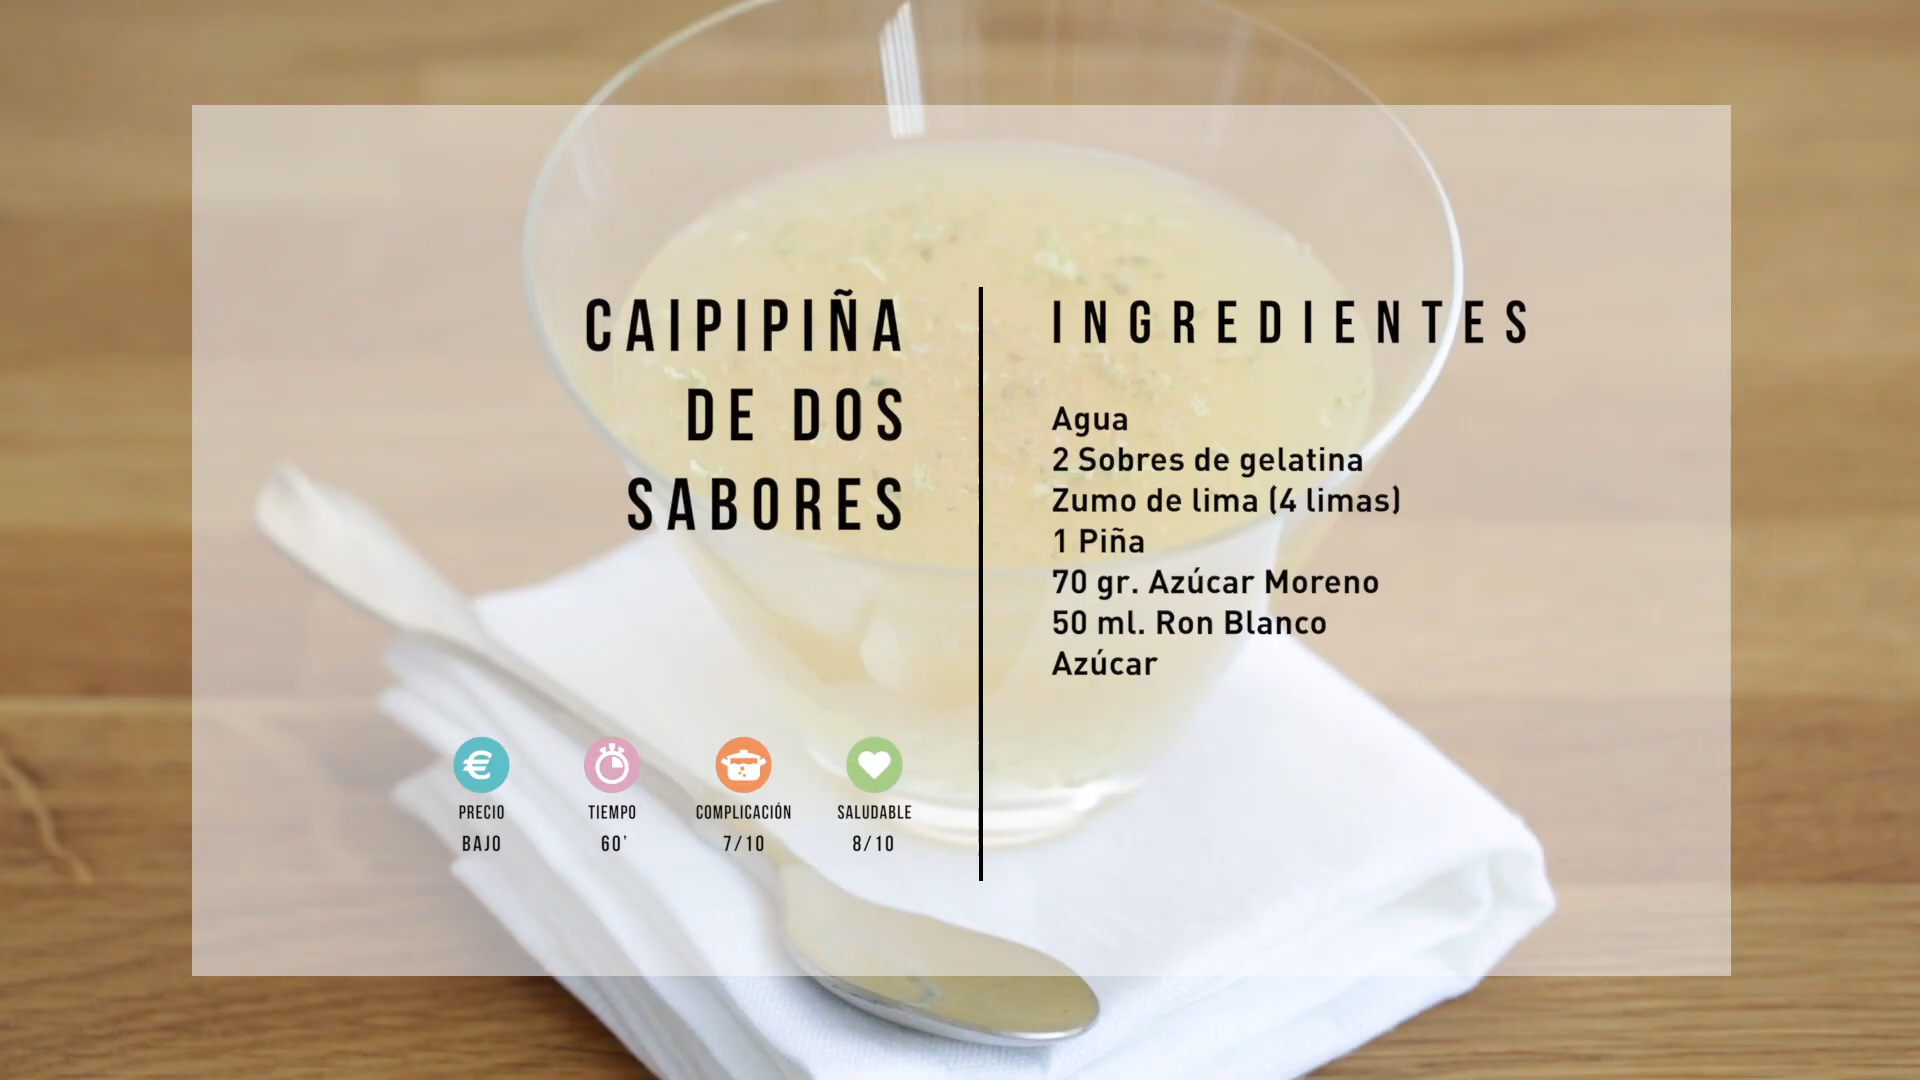 CAIPIPIÑA
DE DOS
SABORES
PRECIO
BAJO
TIEMPO
60'
COMPLICACIÓN
7/10
SALUDABLE
8/10
INGREDIENTES
Agua
2 Sobres de gelatina
Zumo de lima (4 limas)
1 Piña
70 gr. Azúcar Moreno
50 ml. Ron Blanco
Azúcar